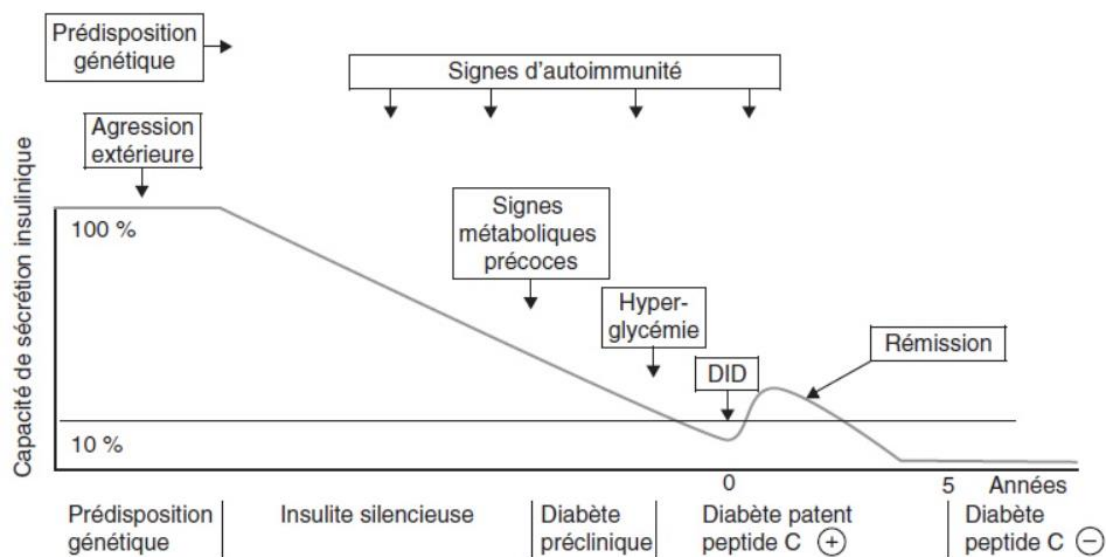 Prédisposition
génétique
Signes d'autoimmunité
Agression
extérieure
Capacité de sécrétion insulinique
100 %
Signes
métaboliques
précoces
Hyper-
glycémie
Rémission
DID
10 %
0
5 Années
Prédisposition
génétique
Insulite silencieuse
Diabète
préclinique
Diabète patent
peptide C +
Diabète
peptide C −